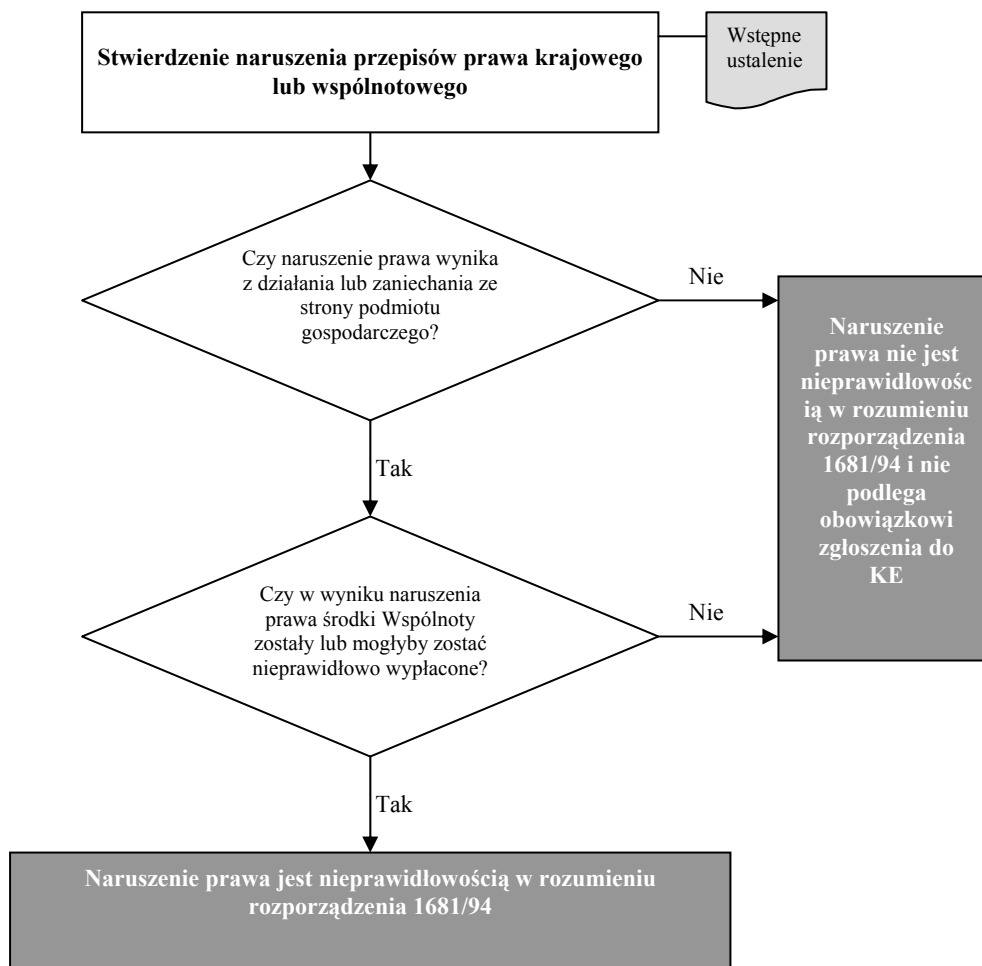 Stwierdzenie naruszenia przepisów prawa krajowego
lub wspólnotowego
Wstępne
ustalenie
Czy naruszenie prawa wynika
z działania lub zaniechania ze
strony podmiotu
gospodarczego?
Nie
Naruszenie
prawa nie jest
nieprawidłowośc
ią w rozumieniu
rozporządzenia
1681/94 i nie
podlega
obowiązkowi
zgłoszenia do
KE
Tak
Czy w wyniku naruszenia
prawa środki Wspólnoty
zostały lub mogłyby zostać
nieprawidłowo wypłacone?
Nie
Tak
Naruszenie prawa jest nieprawidłowością w rozumieniu
rozporządzenia 1681/94